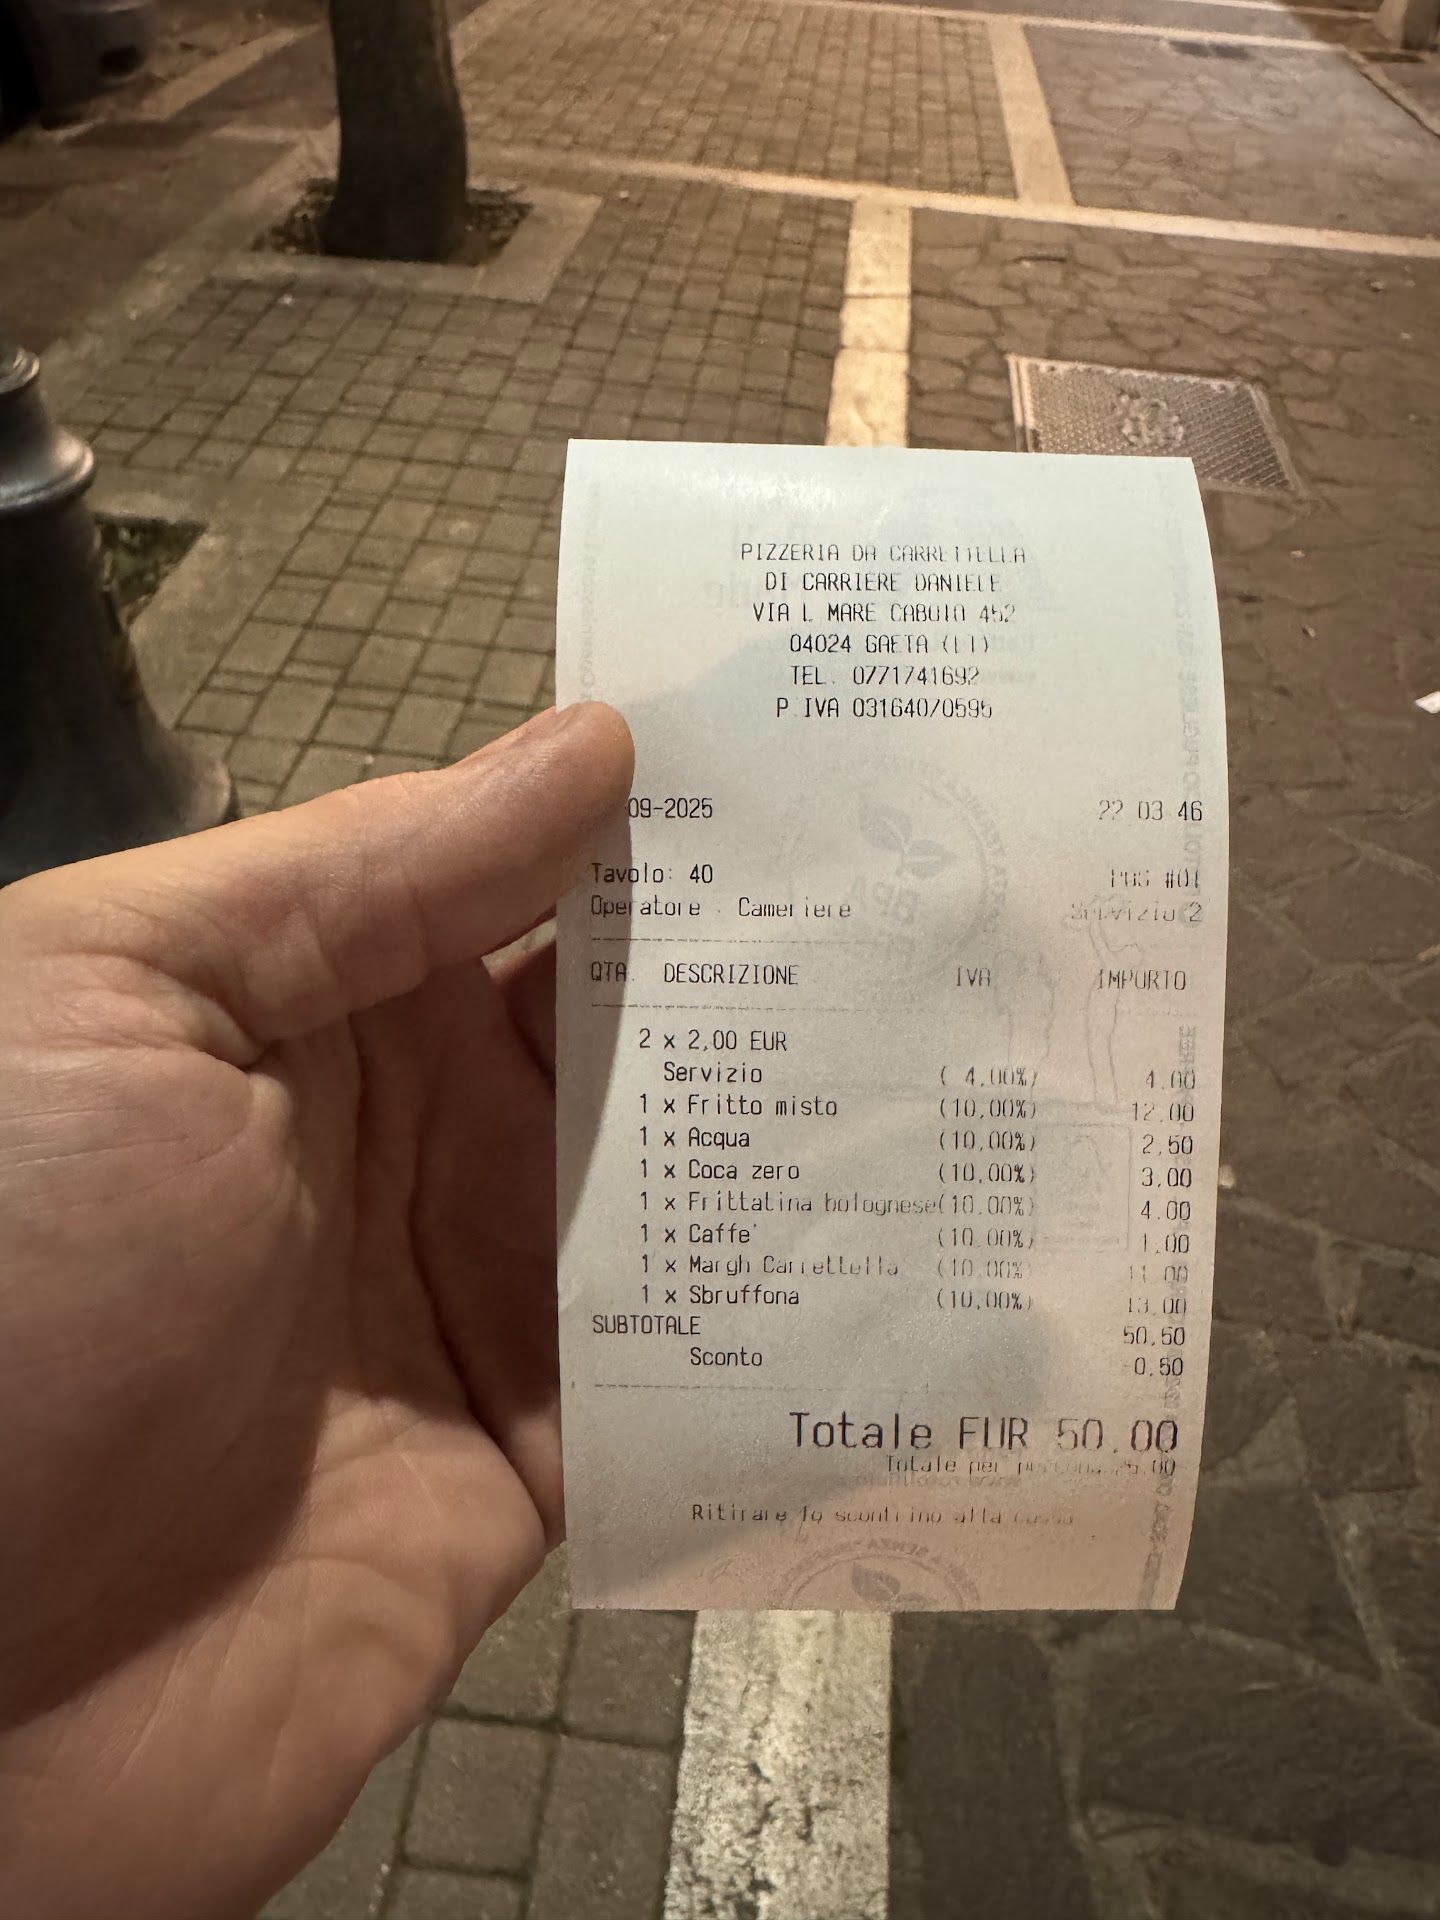 PIZZERIA DA CARRETTELLA
DI CARRIERE DANIELE
VIA L MARE CABOTO 452
04024 GAETA (LT)
TEL. 0771741692
P.IVA 03164070595
09-2025 22 03 46
Tavolo: 40 POS #01
Operatore : Cameriere Servizio 2
QTA. DESCRIZIONE IVA IMPORTO
2 x 2,00 EUR
Servizio ( 4,00%) 4.00
1 x Fritto misto (10,00%) 12.00
1 x Acqua (10,00%) 2,50
1 x Coca zero (10,00%) 3,00
1 x Frittatina bolognese(10,00%) 4.00
1 x Caffe' (10,00%) 1,00
1 x Margh Carrettella (10,00%) 11,00
1 x Sbruffona (10,00%) 13,00
SUBTOTALE 50,50
Sconto -0,50
Totale EUR 50,00
Totale per persona 25,00
Ritirare lo scontrino alla cassa